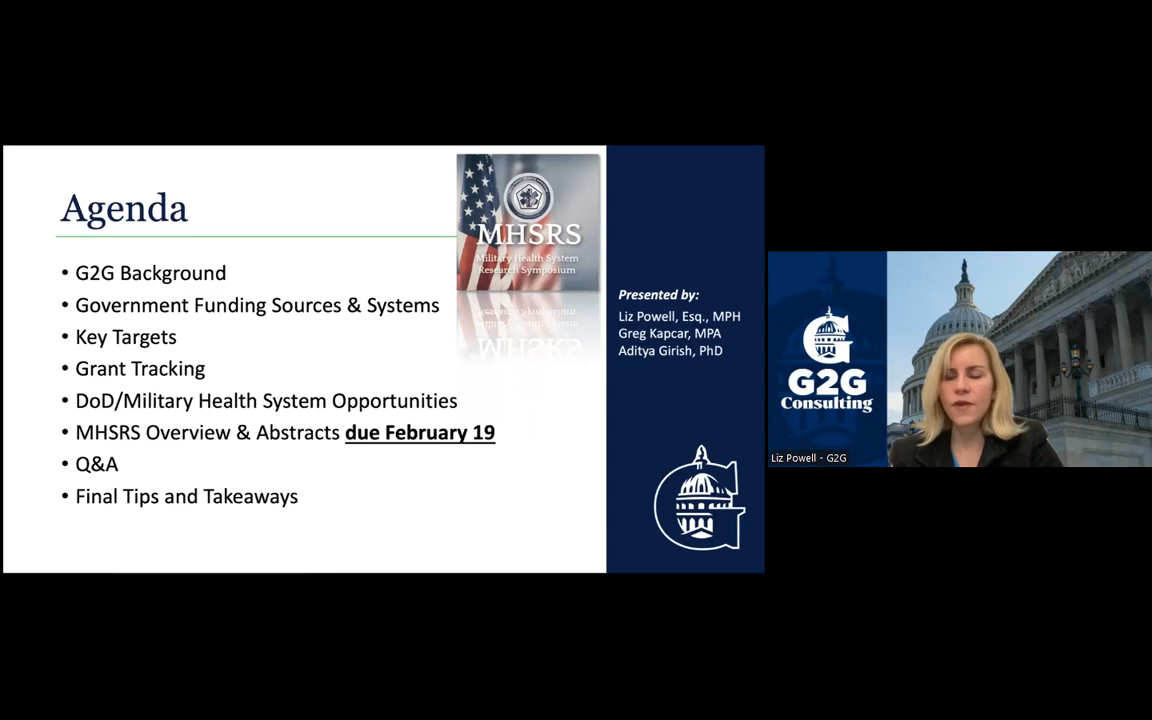 Agenda
MHSRS
Military Health System
Research Symposium
• G2G Background
• Government Funding Sources & Systems
• Key Targets
• Grant Tracking
• DoD/Military Health System Opportunities
• MHSRS Overview & Abstracts due February 19
• Q&A
• Final Tips and Takeaways
Presented by:
Liz Powell, Esq., MPH
Greg Kapcar, MPA
Aditya Girish, PhD
G
G2G
Consulting
Liz Powell - G2G